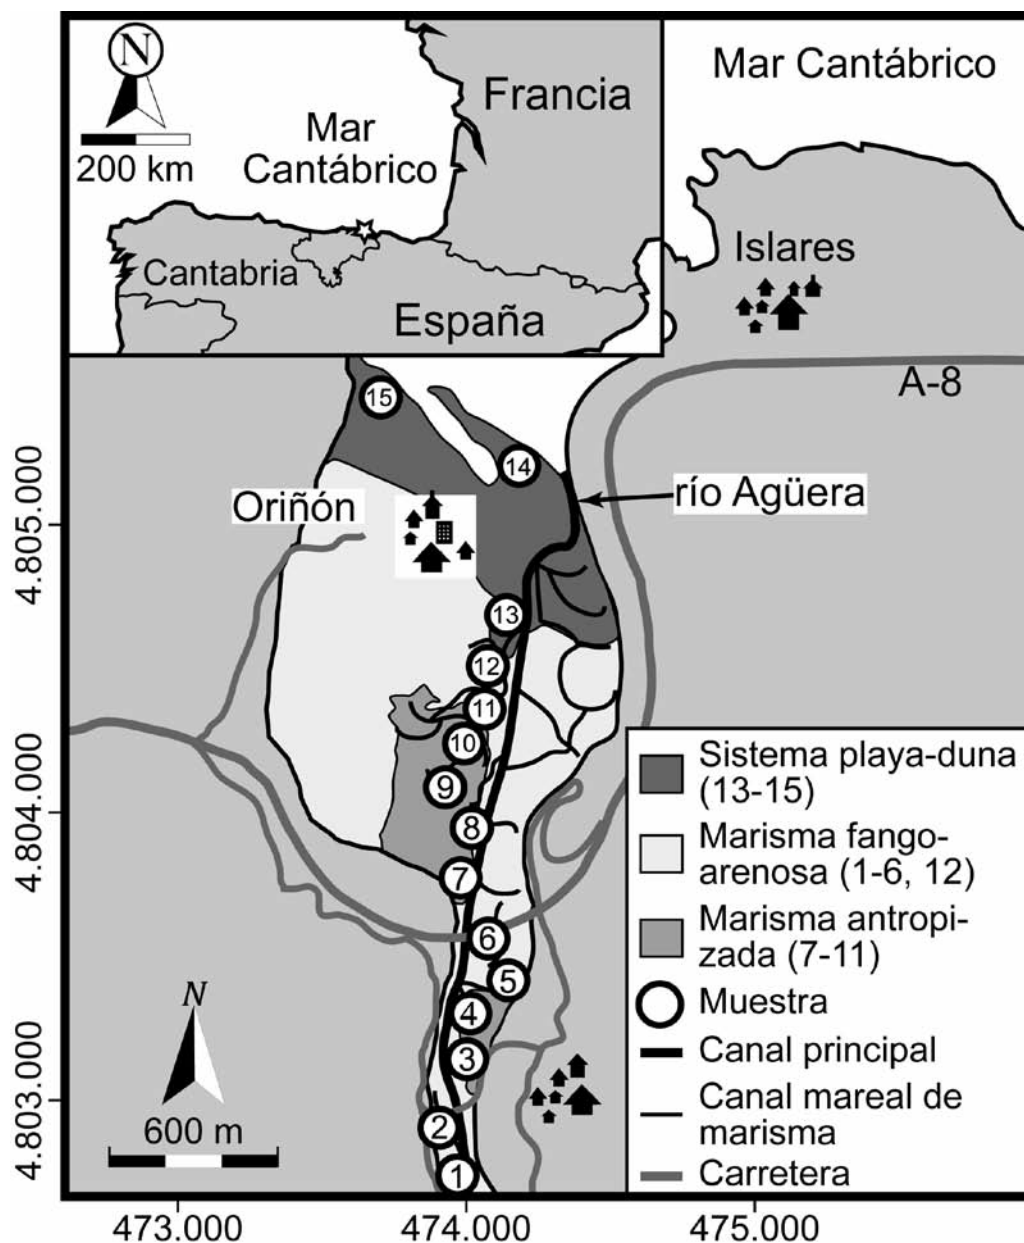 N
200 km
Mar
Cantábrico
Francia
Cantabria
España
Mar Cantábrico
Islares
A-8
15
14
río Agüera
Oriñón
13
12
11
10
9
8
7
6
5
4
3
2
1
4.805.000
4.804.000
4.803.000
N
600 m
Sistema playa-duna
(13-15)
Marisma fango-
arenosa (1-6, 12)
Marisma antropi-
zada (7-11)
Muestra
Canal principal
Canal mareal de
marisma
Carretera
473.000
474.000
475.000